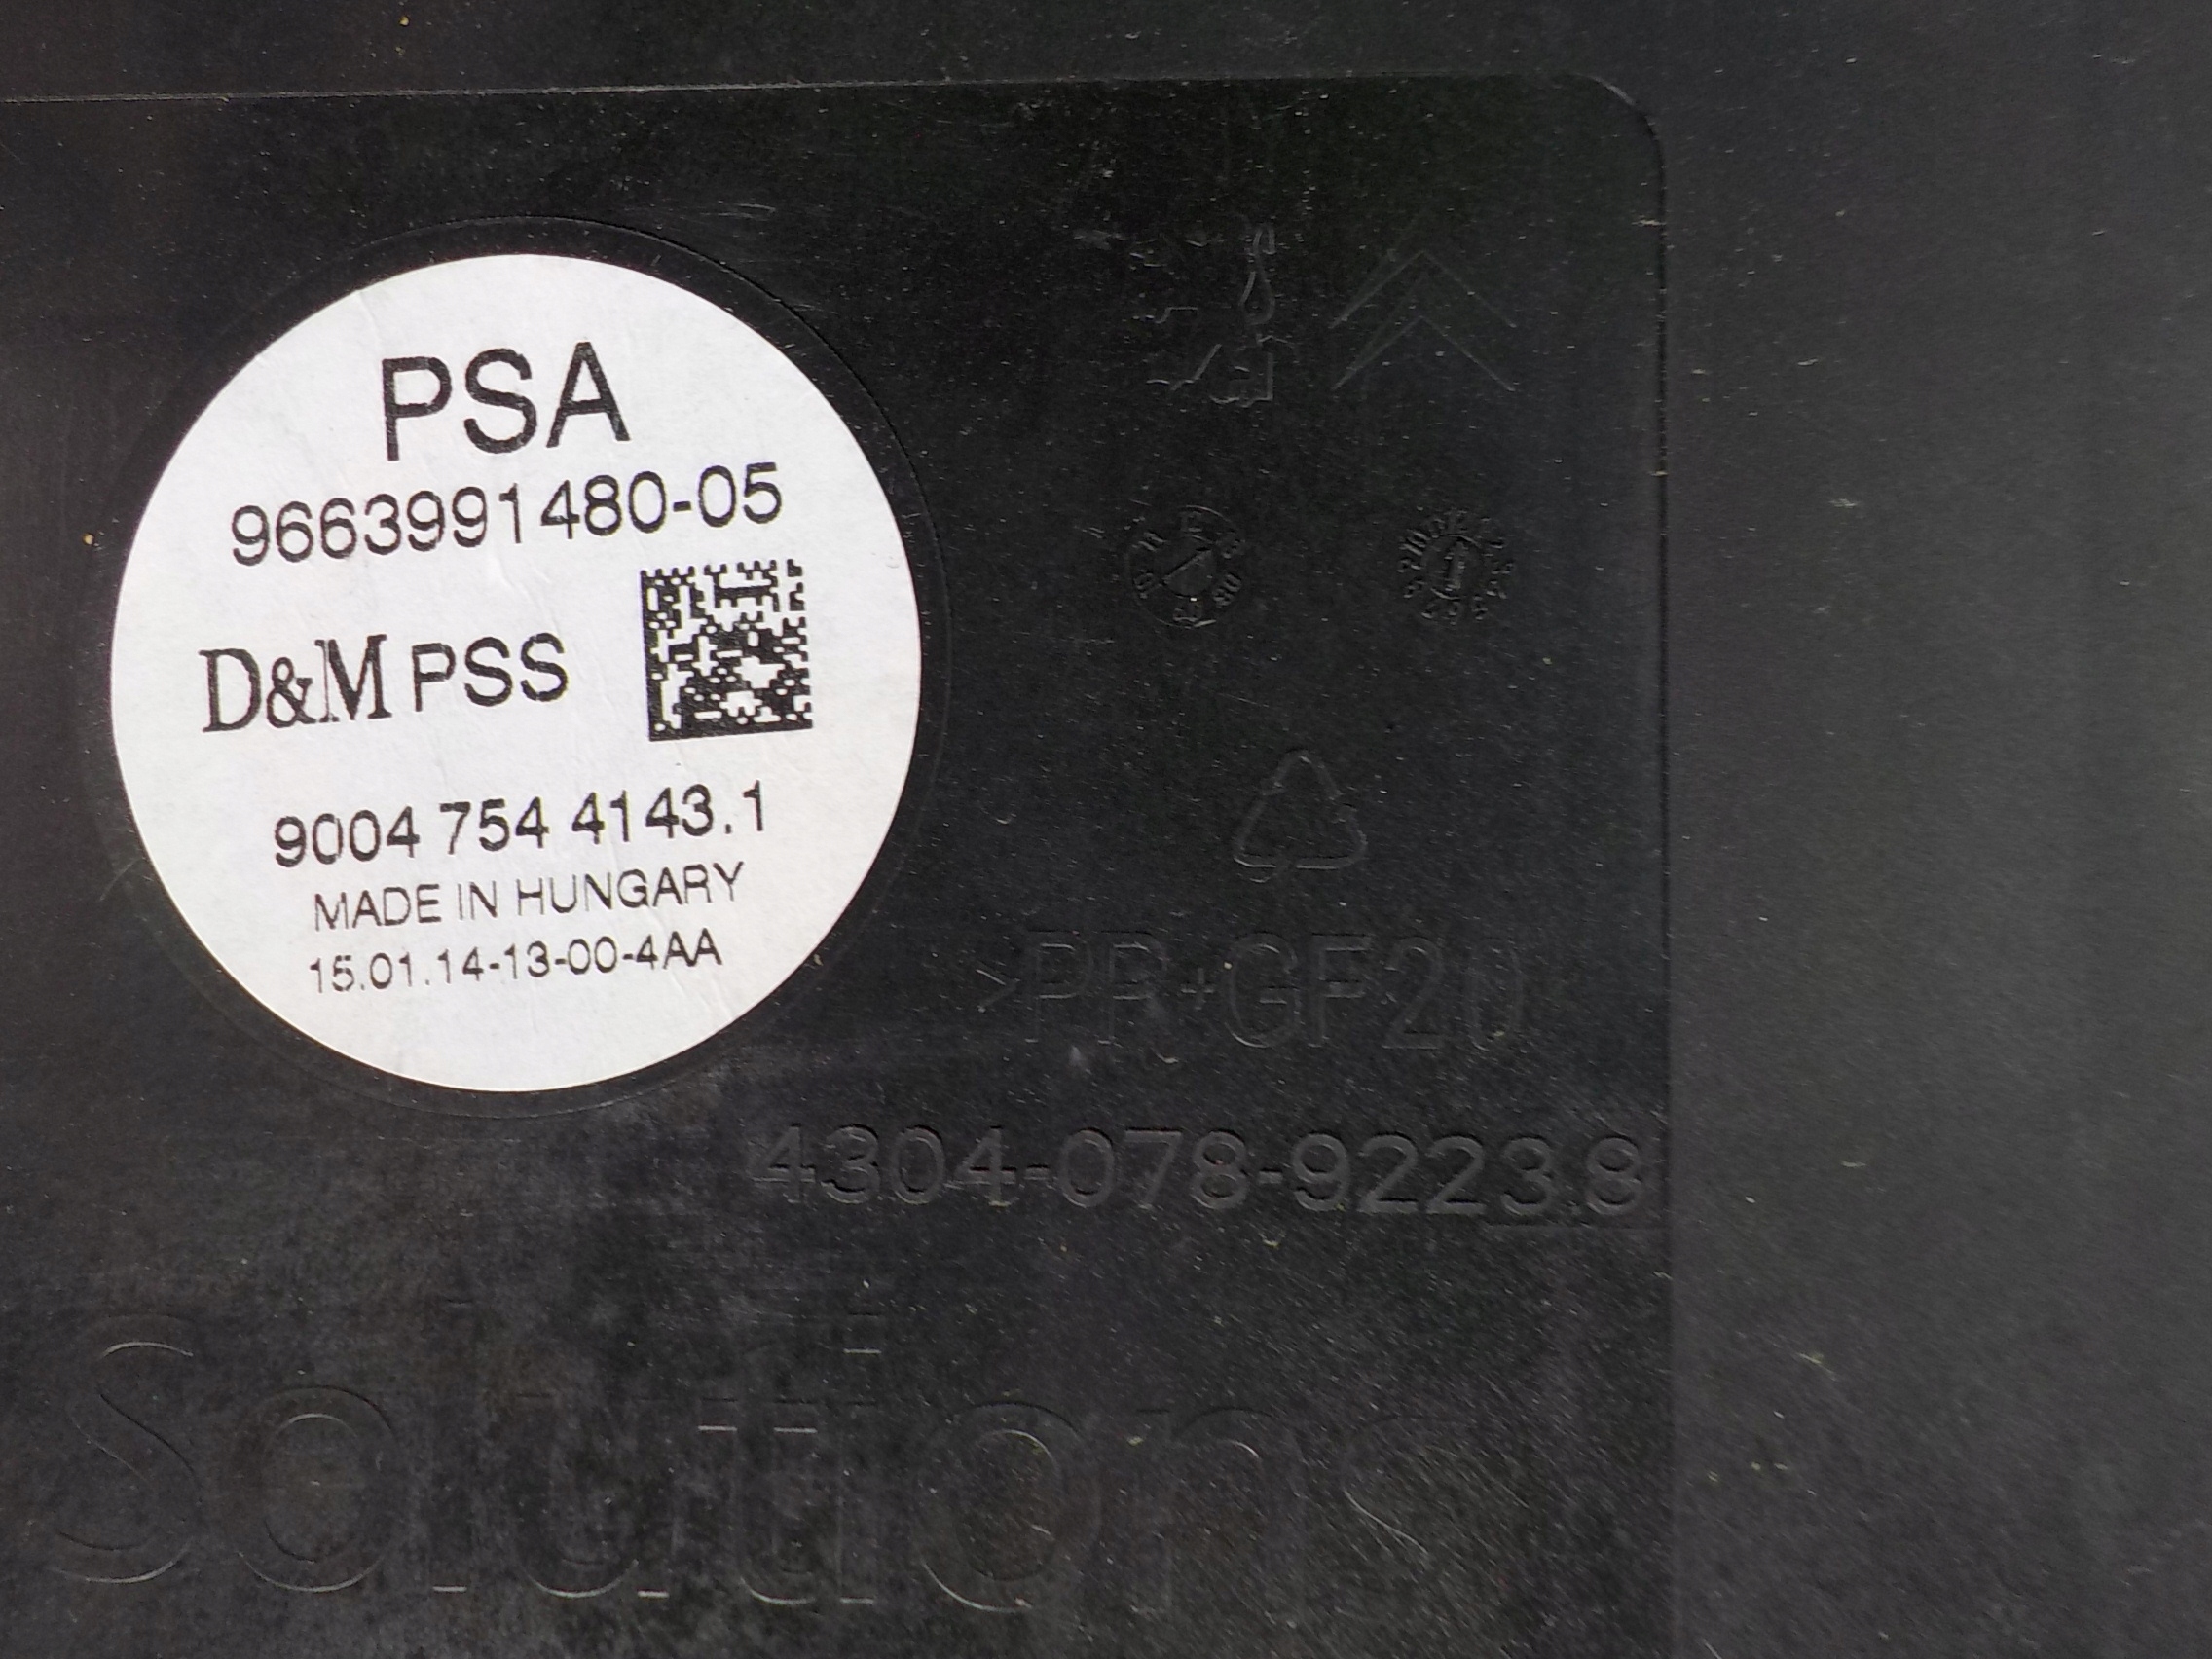 PSA
9663991480-05
D&M PSS
9004 754 4143.1
MADE IN HUNGARY
15.01.14-13-00-4AA
>PP+GF20
4304-078-9223.8
Solutions